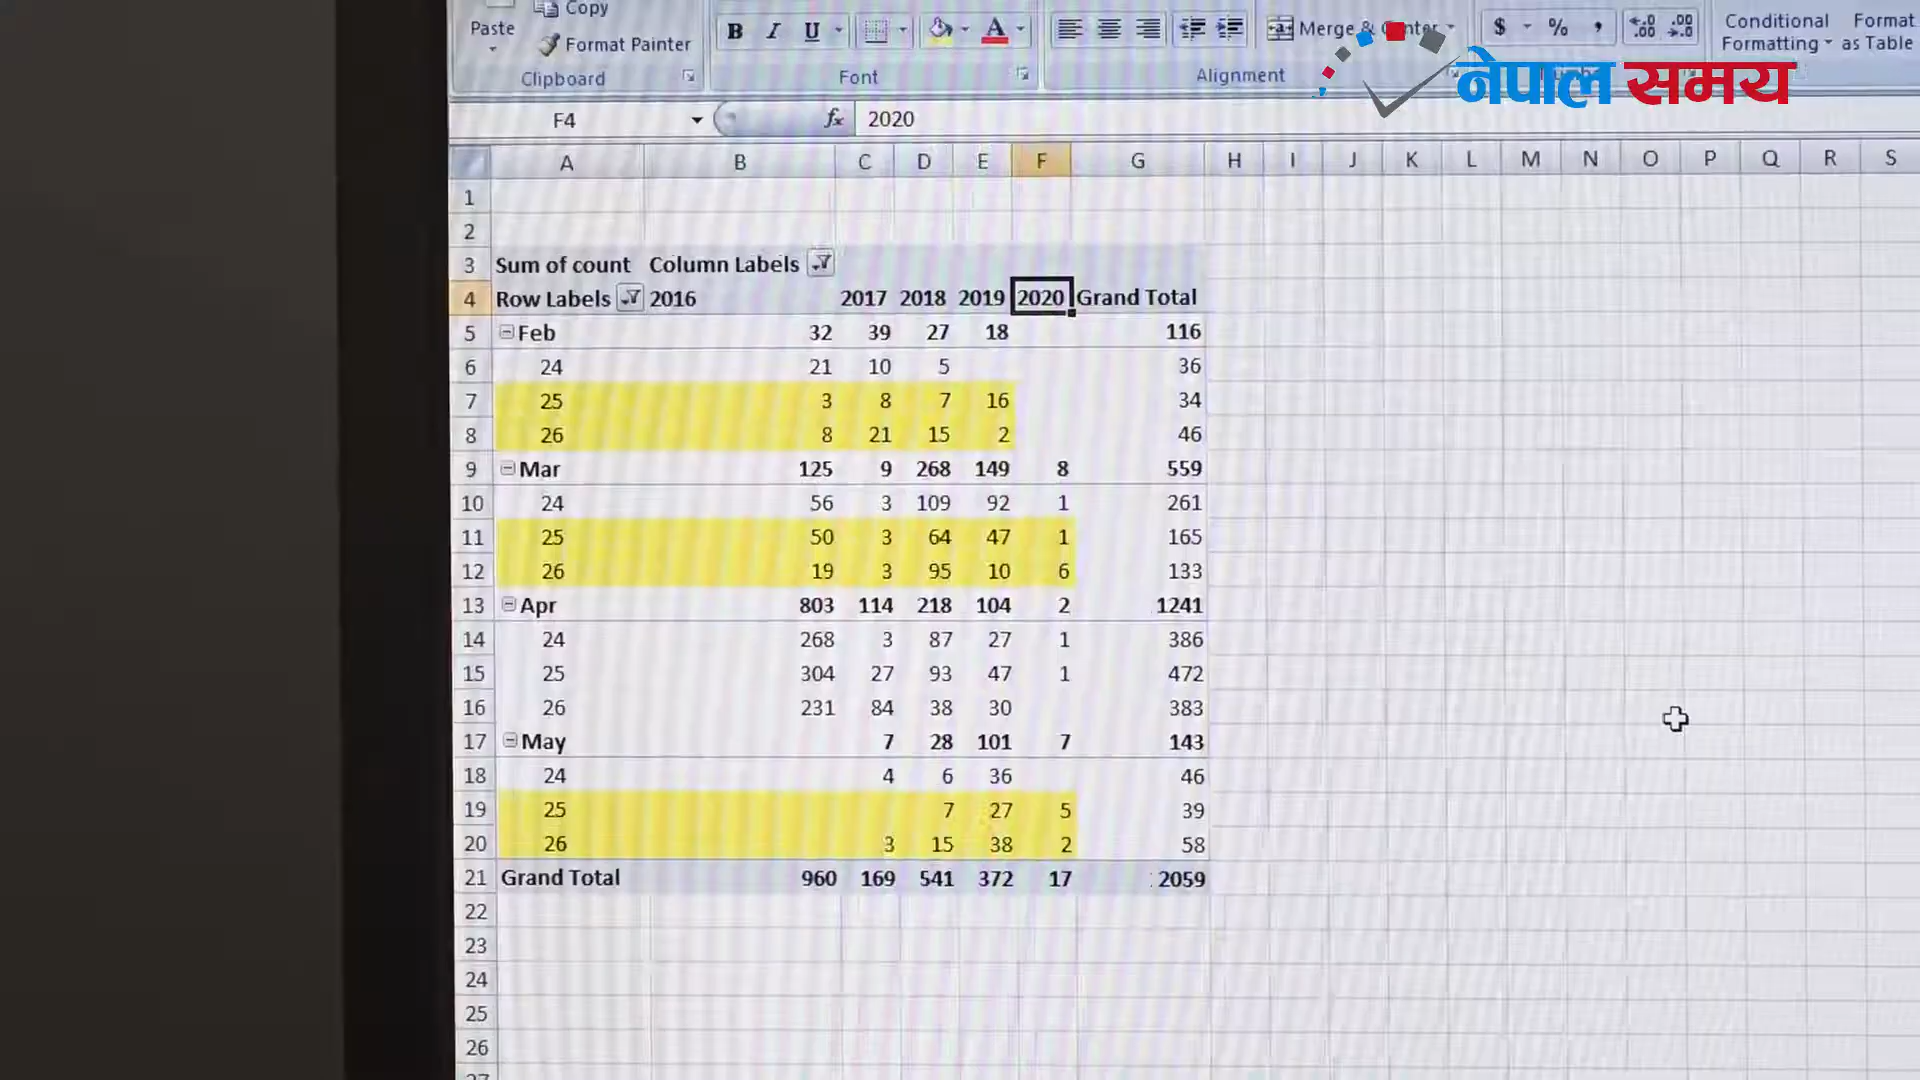 Paste Copy
Format Painter
Clipboard
B I U A
Font
Merge &
Alignment
$ % ,
Conditional Formatting
Format as Table
नेपाल समय
F4 fx 2020
A B C D E F G H I J K L M N O P Q R S
1
2
3 Sum of count Column Labels
4 Row Labels 2016 2017 2018 2019 2020 Grand Total
5 Feb 32 39 27 18 116
6 24 21 10 5 36
7 25 3 8 7 16 34
8 26 8 21 15 2 46
9 Mar 125 9 268 149 8 559
10 24 56 3 109 92 1 261
11 25 50 3 64 47 1 165
12 26 19 3 95 10 6 133
13 Apr 803 114 218 104 2 1241
14 24 268 3 87 27 1 386
15 25 304 27 93 47 1 472
16 26 231 84 38 30 383
17 May 7 28 101 7 143
18 24 4 6 36 46
19 25 7 27 5 39
20 26 3 15 38 2 58
21 Grand Total 960 169 541 372 17 2059
22
23
24
25
26